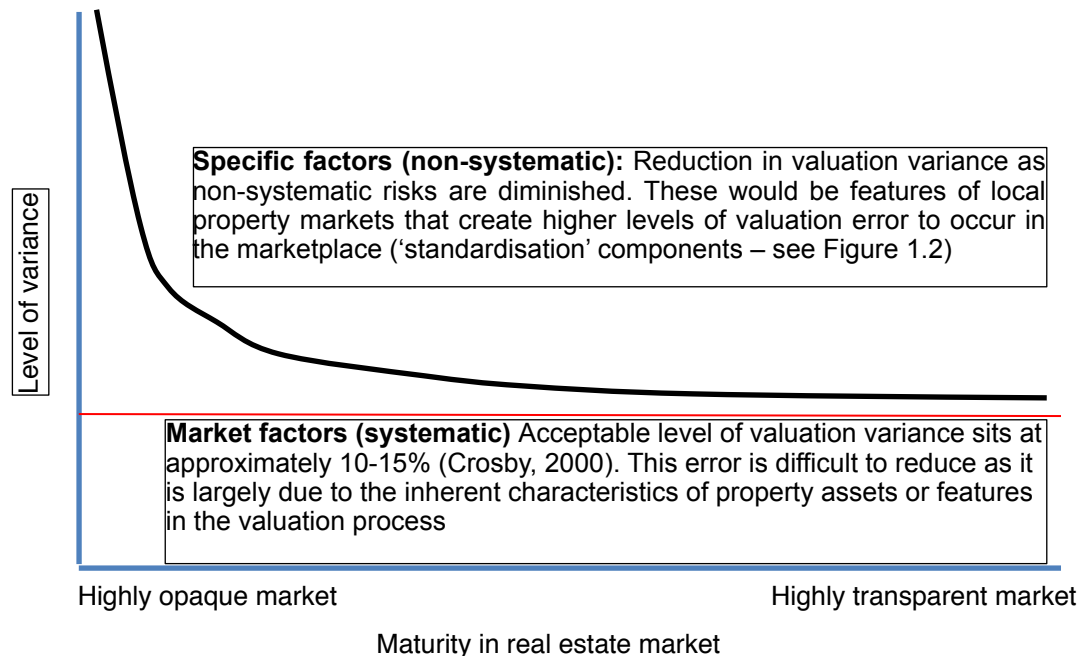 Specific factors (non-systematic): Reduction in valuation variance as
non-systematic risks are diminished. These would be features of local
property markets that create higher levels of valuation error to occur in
the marketplace (‘standardisation’ components – see Figure 1.2)
Level of variance
Market factors (systematic) Acceptable level of valuation variance sits at
approximately 10-15% (Crosby, 2000). This error is difficult to reduce as it
is largely due to the inherent characteristics of property assets or features
in the valuation process
Highly opaque market
Highly transparent market
Maturity in real estate market